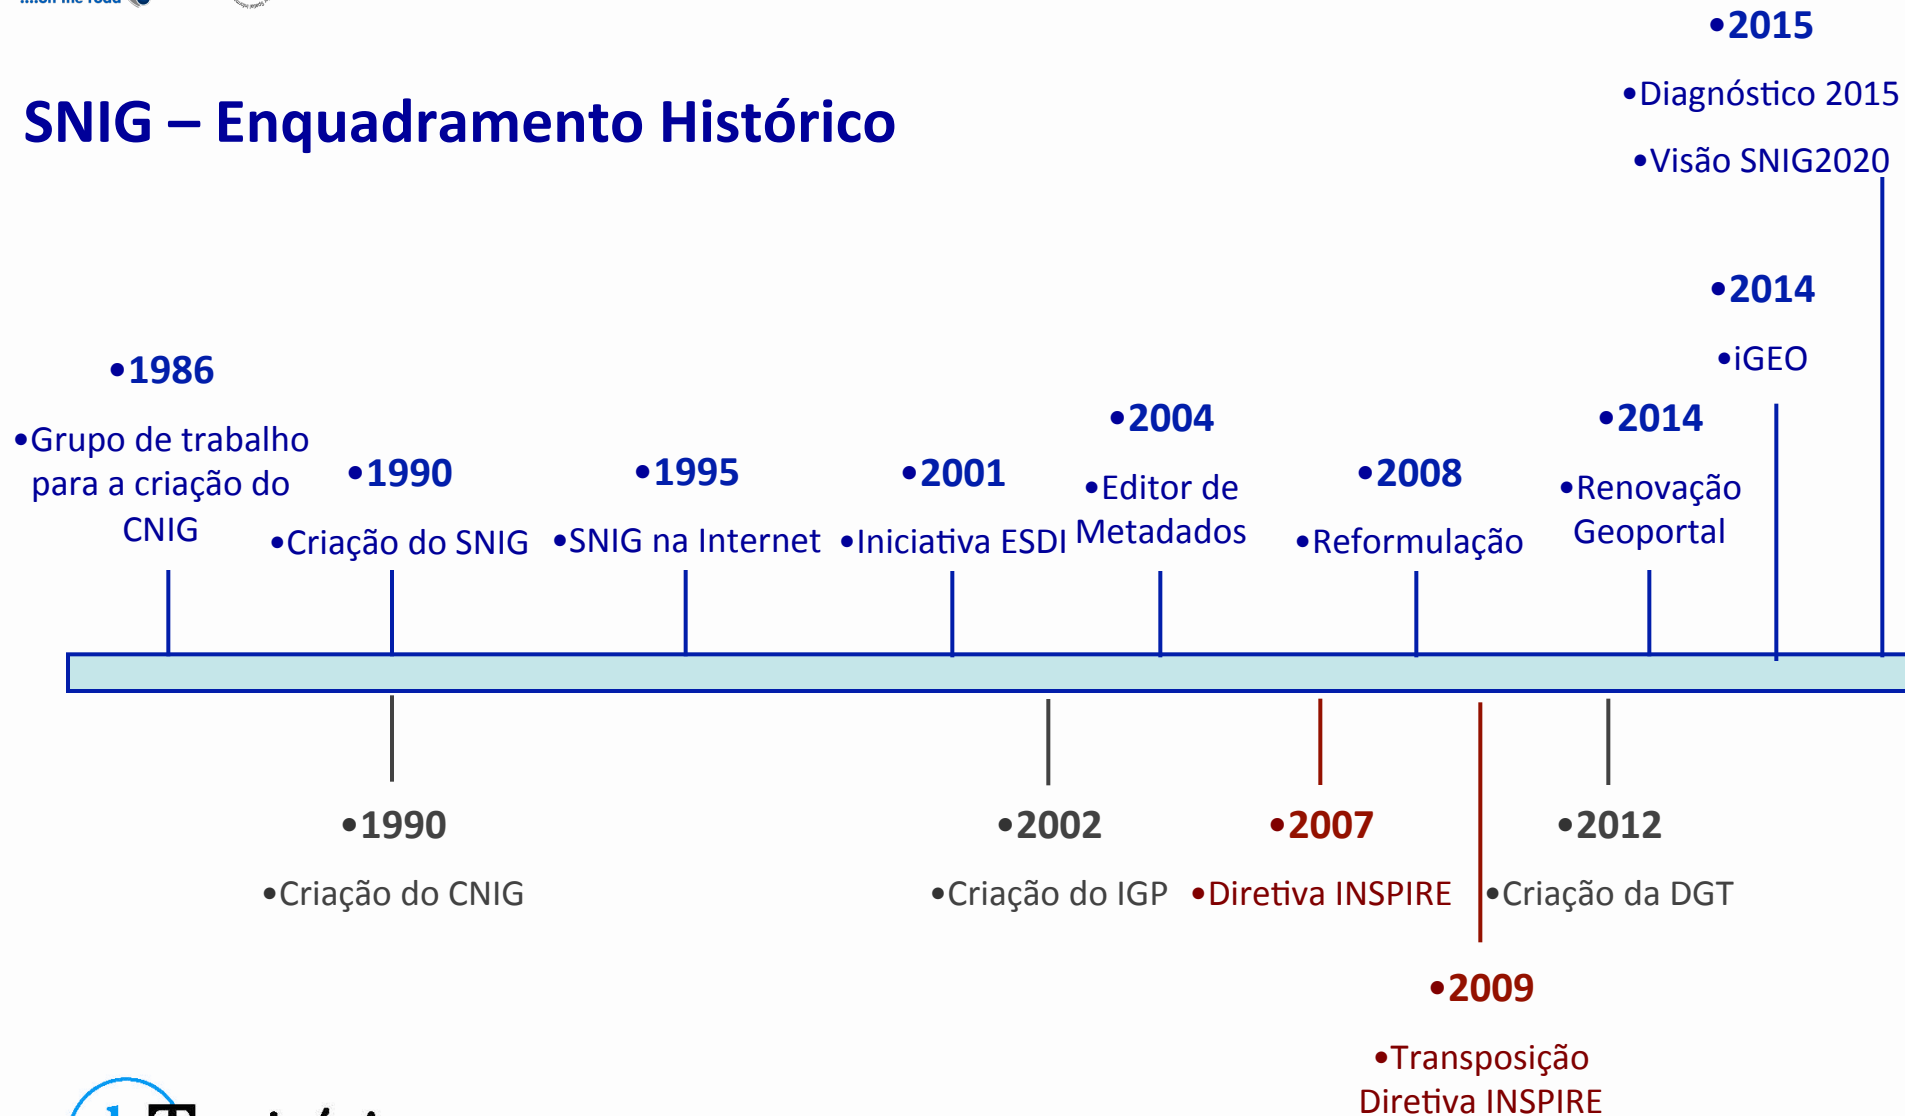 SNIG – Enquadramento Histórico
•2015
•Diagnóstico 2015
•Visão SNIG2020
•2014
•iGEO
•1986
•Grupo de trabalho
para a criação do
CNIG
•1990
•Criação do SNIG
•1995
•SNIG na Internet
•2001
•Iniciativa ESDI
•2004
•Editor de
Metadados
•2008
•Reformulação
•2014
•Renovação
Geoportal
•1990
•Criação do CNIG
•2002
•Criação do IGP
•2007
•Diretiva INSPIRE
•2012
•Criação da DGT
•2009
•Transposição
Diretiva INSPIRE